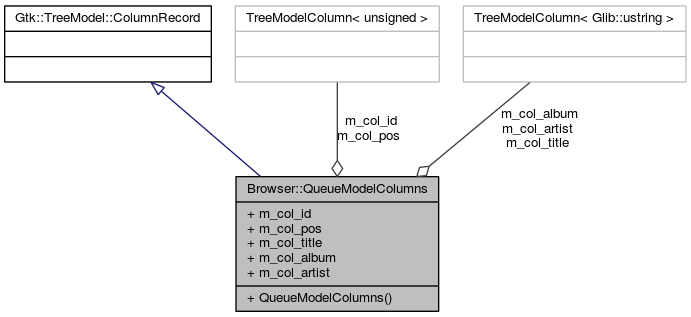 Gtk::TreeModel::ColumnRecord
TreeModelColumn< unsigned >
TreeModelColumn< Glib::ustring >
m_col_id
m_col_pos
m_col_album
m_col_artist
m_col_title
Browser::QueueModelColumns
+ m_col_id
+ m_col_pos
+ m_col_title
+ m_col_album
+ m_col_artist
+ QueueModelColumns()